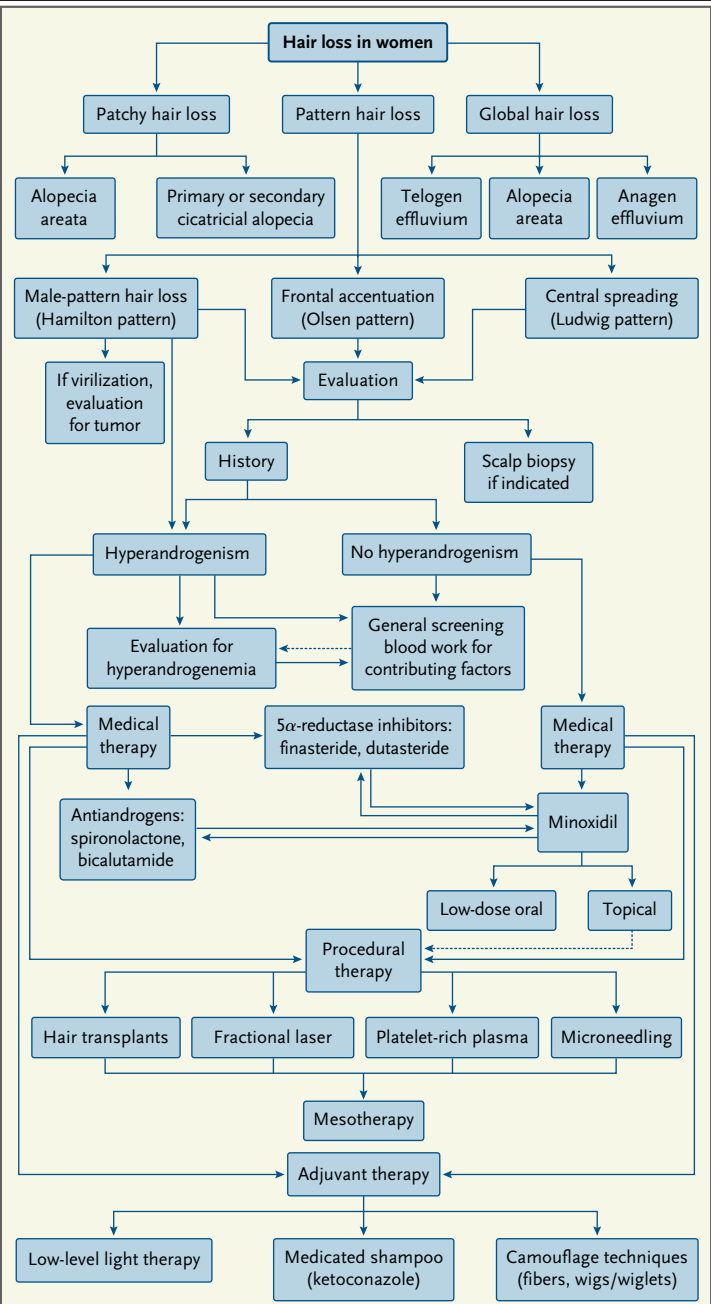 Hair loss in women
Patchy hair loss
Pattern hair loss
Global hair loss
Alopecia
areata
Primary or secondary
cicatricial alopecia
Telogen
effluvium
Alopecia
areata
Anagen
effluvium
Male-pattern hair loss
(Hamilton pattern)
Frontal accentuation
(Olsen pattern)
Central spreading
(Ludwig pattern)
If virilization,
evaluation
for tumor
Evaluation
History
Scalp biopsy
if indicated
Hyperandrogenism
No hyperandrogenism
Evaluation for
hyperandrogenemia
General screening
blood work for
contributing factors
Medical
therapy
5α-reductase inhibitors:
finasteride, dutasteride
Medical
therapy
Antiandrogens:
spironolactone,
bicalutamide
Minoxidil
Low-dose oral
Topical
Procedural
therapy
Hair transplants
Fractional laser
Platelet-rich plasma
Microneedling
Mesotherapy
Adjuvant therapy
Low-level light therapy
Medicated shampoo
(ketoconazole)
Camouflage techniques
(fibers, wigs/wiglets)